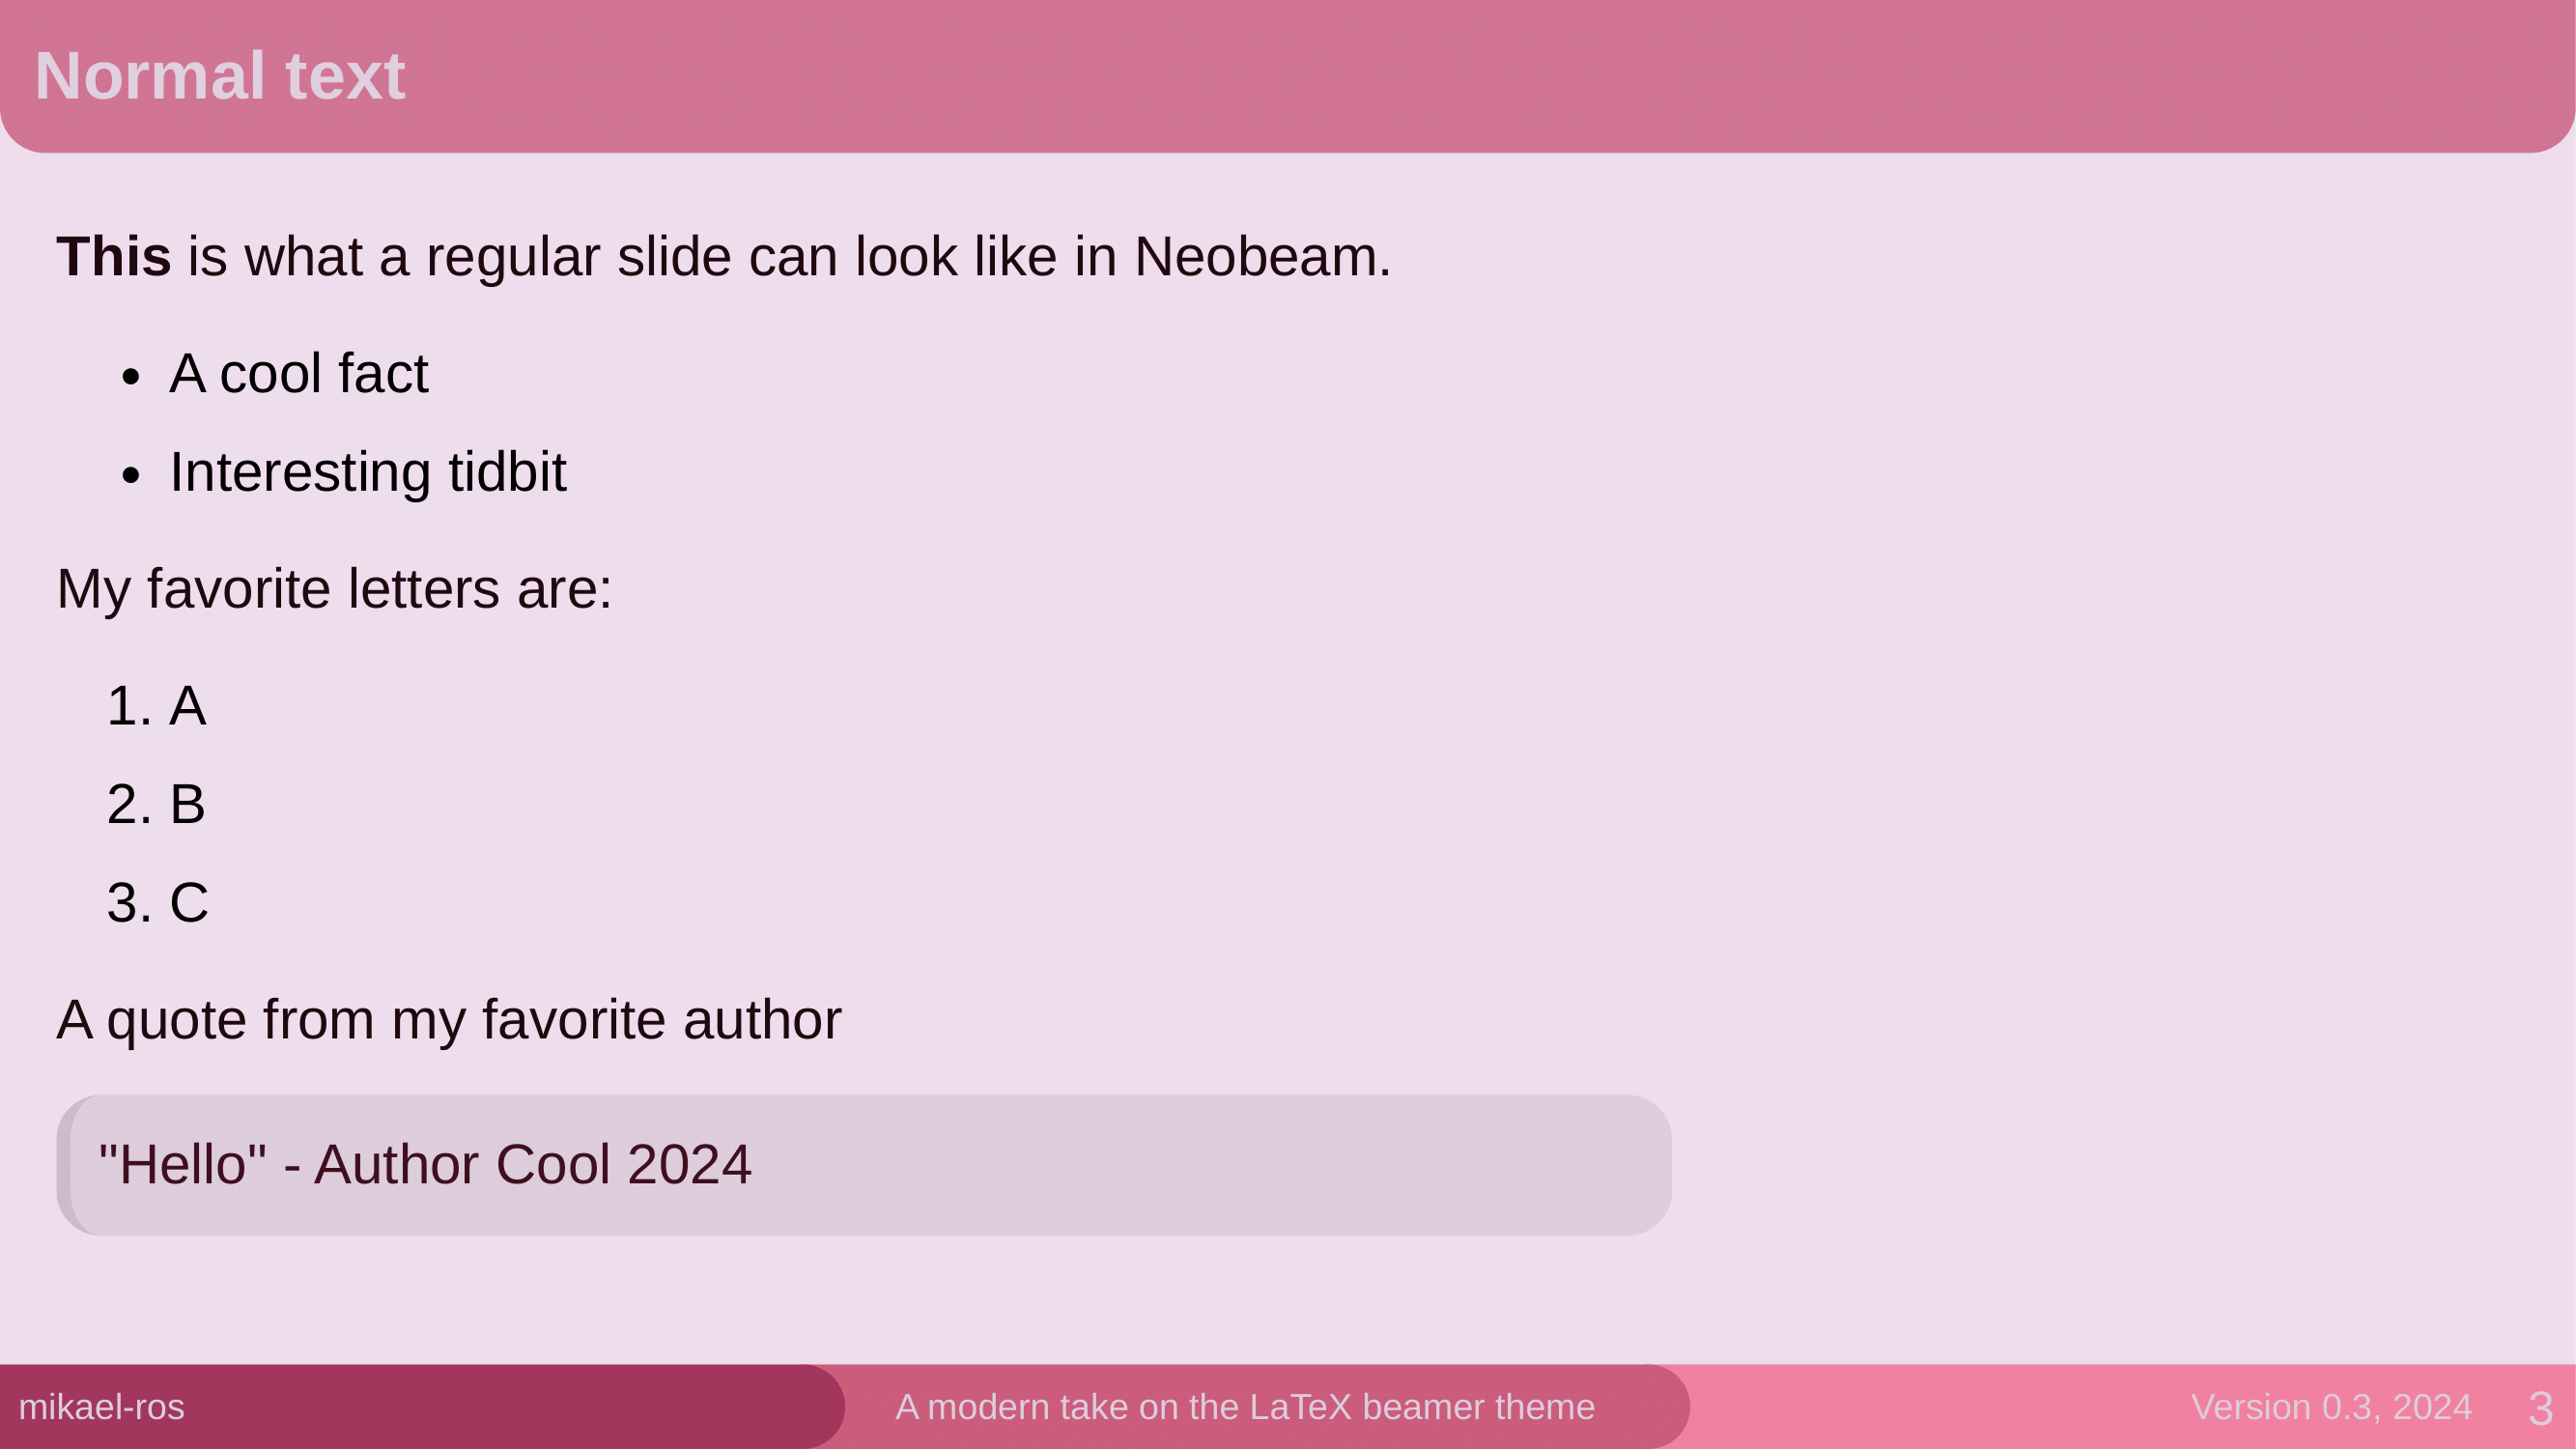 Normal text
This is what a regular slide can look like in Neobeam.
• A cool fact
• Interesting tidbit
My favorite letters are:
1. A
2. B
3. C
A quote from my favorite author
"Hello" - Author Cool 2024
mikael-ros
A modern take on the LaTeX beamer theme
Version 0.3, 2024
3